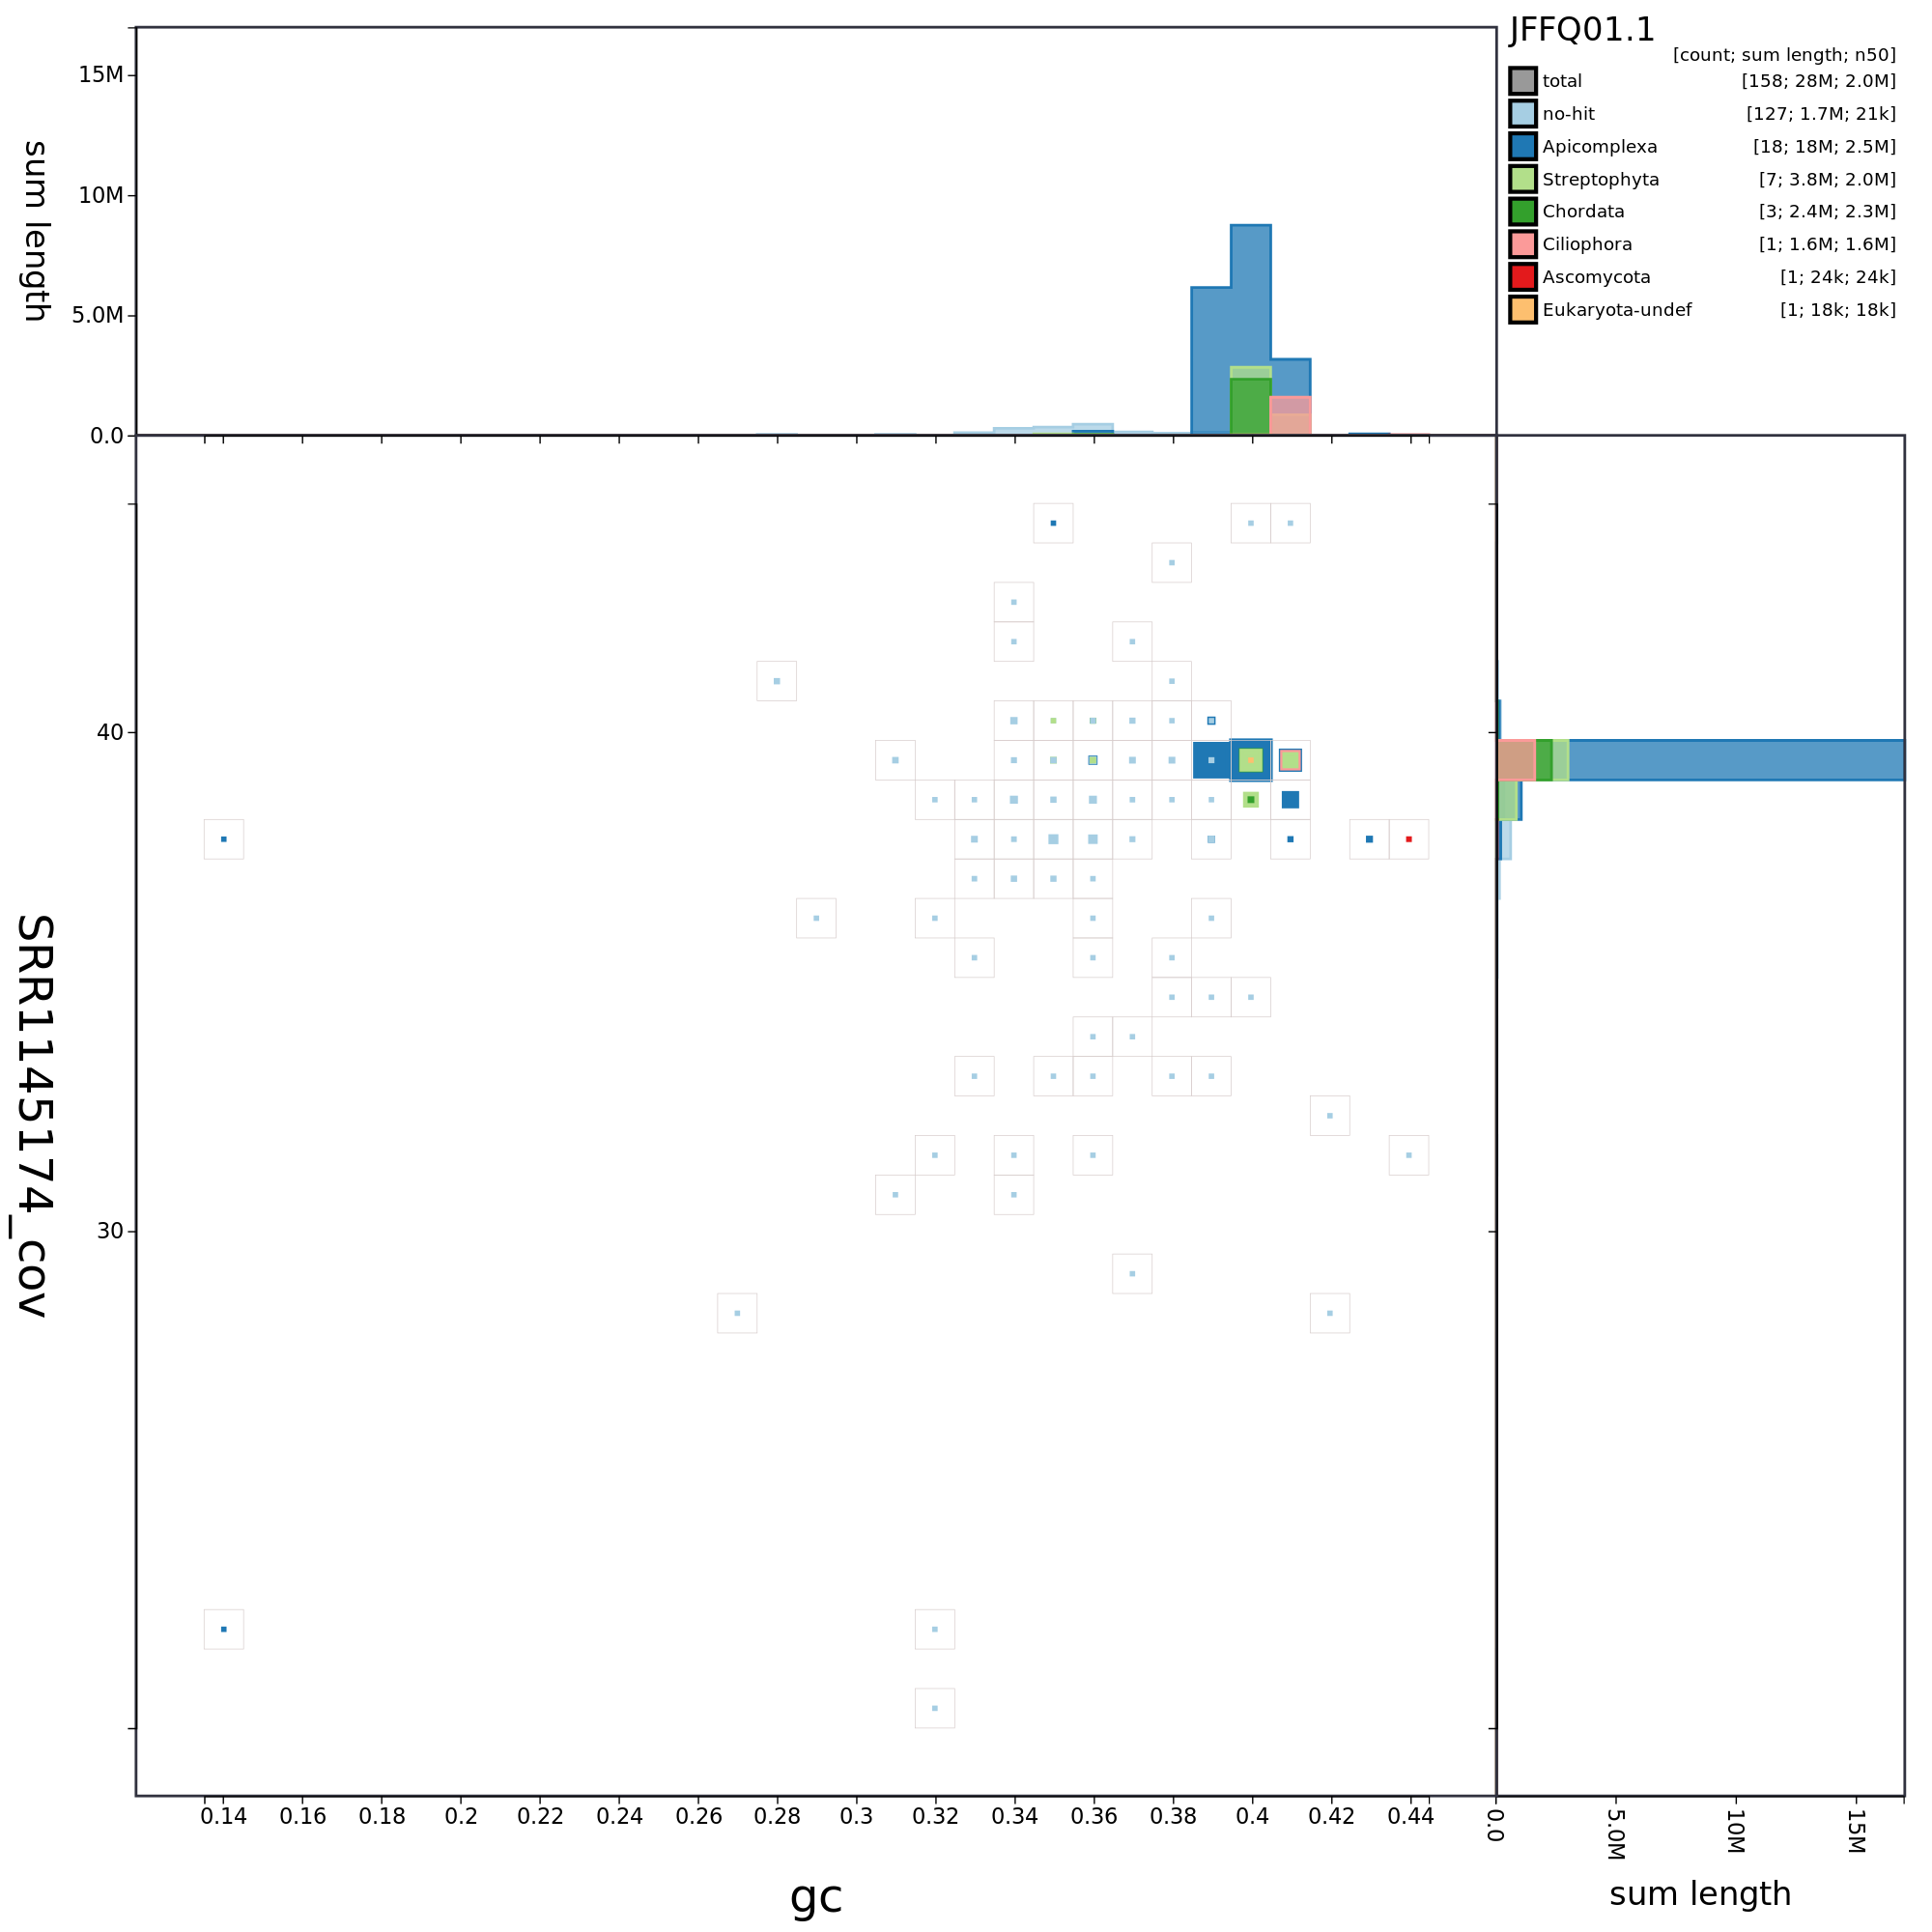 JFFQ01.1
[count; sum length; n50]
total [158; 28M; 2.0M]
no-hit [127; 1.7M; 21k]
Apicomplexa [18; 18M; 2.5M]
Streptophyta [7; 3.8M; 2.0M]
Chordata [3; 2.4M; 2.3M]
Ciliophora [1; 1.6M; 1.6M]
Ascomycota [1; 24k; 24k]
Eukaryota-undef [1; 18k; 18k]
sum length
15M
10M
5.0M
0.0
SRR1145174_cov
40
30
0.14 0.16 0.18 0.2 0.22 0.24 0.26 0.28 0.3 0.32 0.34 0.36 0.38 0.4 0.42 0.44
gc
0.0 5.0M 10M 15M
sum length